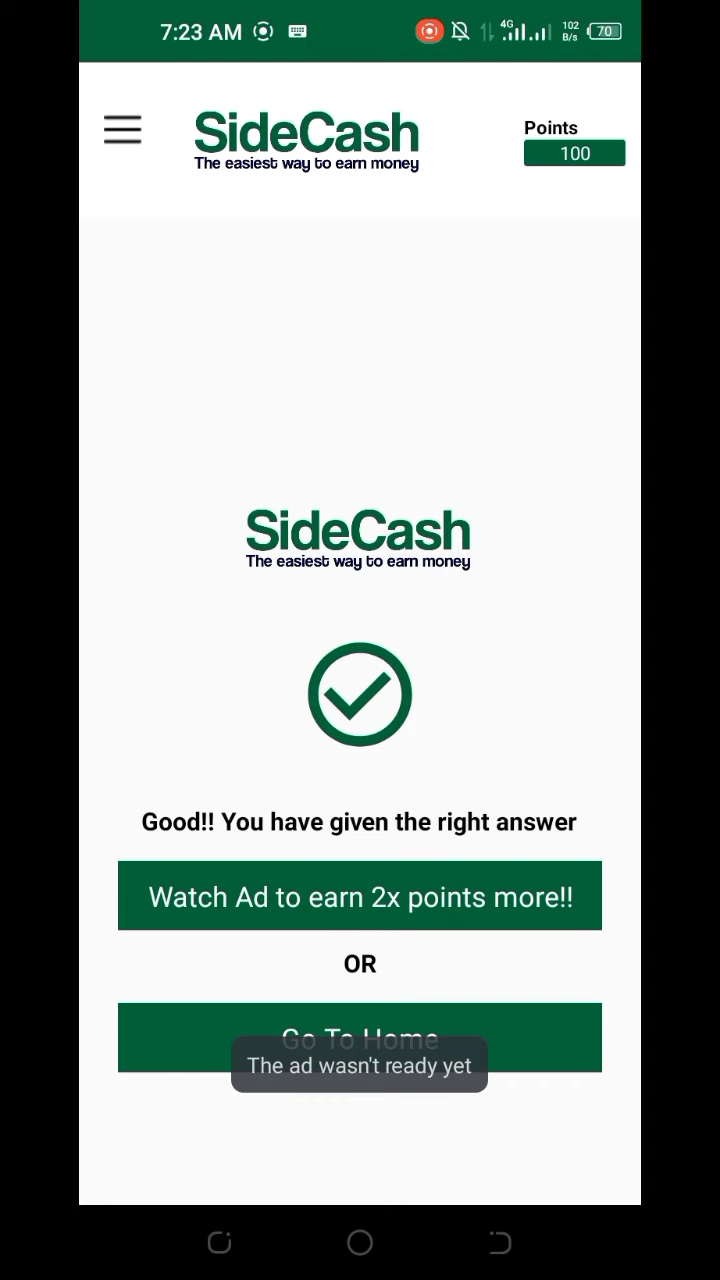 7:23 AM
4G
102
B/s
70
SideCash
The easiest way to earn money
Points
100
SideCash
The easiest way to earn money
Good!! You have given the right answer
Watch Ad to earn 2x points more!!
OR
Go To Home
The ad wasn't ready yet